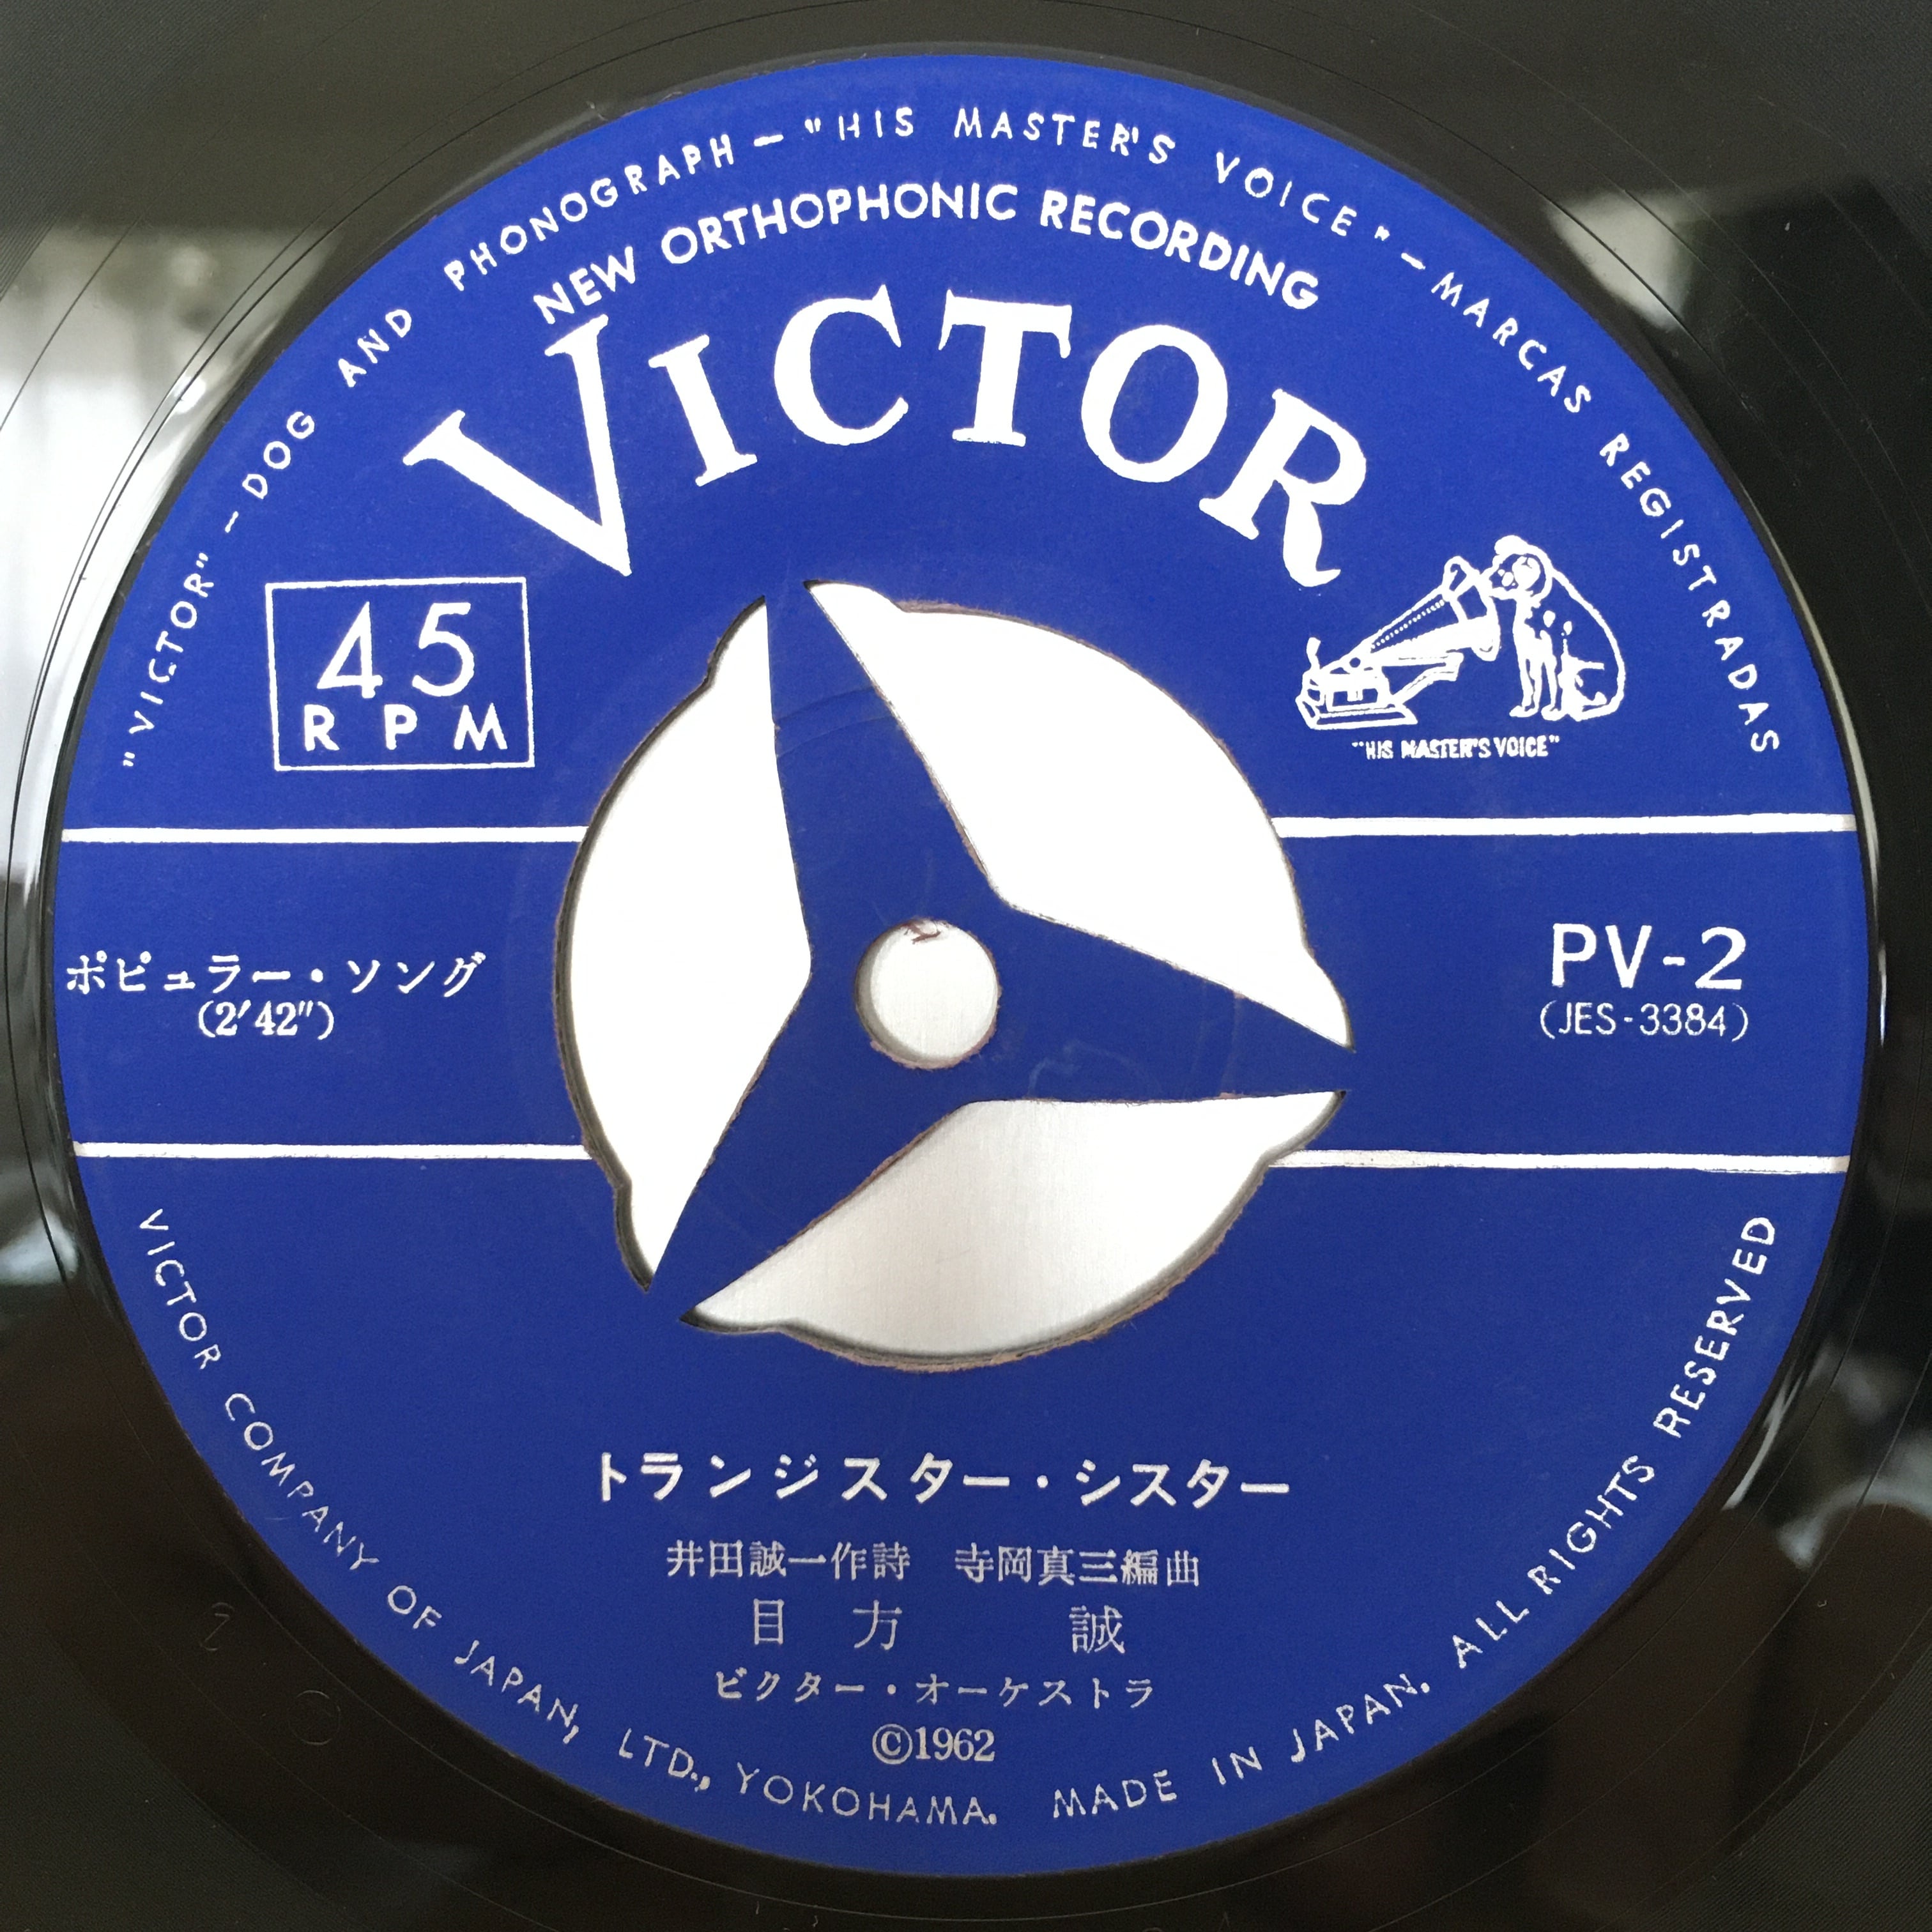 "VICTOR" – DOG AND PHONOGRAPH – "HIS MASTER'S VOICE" – MARCAS REGISTRADAS
NEW ORTHOPHONIC RECORDING
VICTOR
45
RPM
"HIS MASTER'S VOICE"
ポピュラー・ソング
(2′42″)
PV-2
(JES-3384)
トランジスター・シスター
井田誠一作詩 寺岡真三編曲
目方 誠
ビクター・オーケストラ
©1962
VICTOR COMPANY OF JAPAN, LTD., YOKOHAMA. MADE IN JAPAN. ALL RIGHTS RESERVED